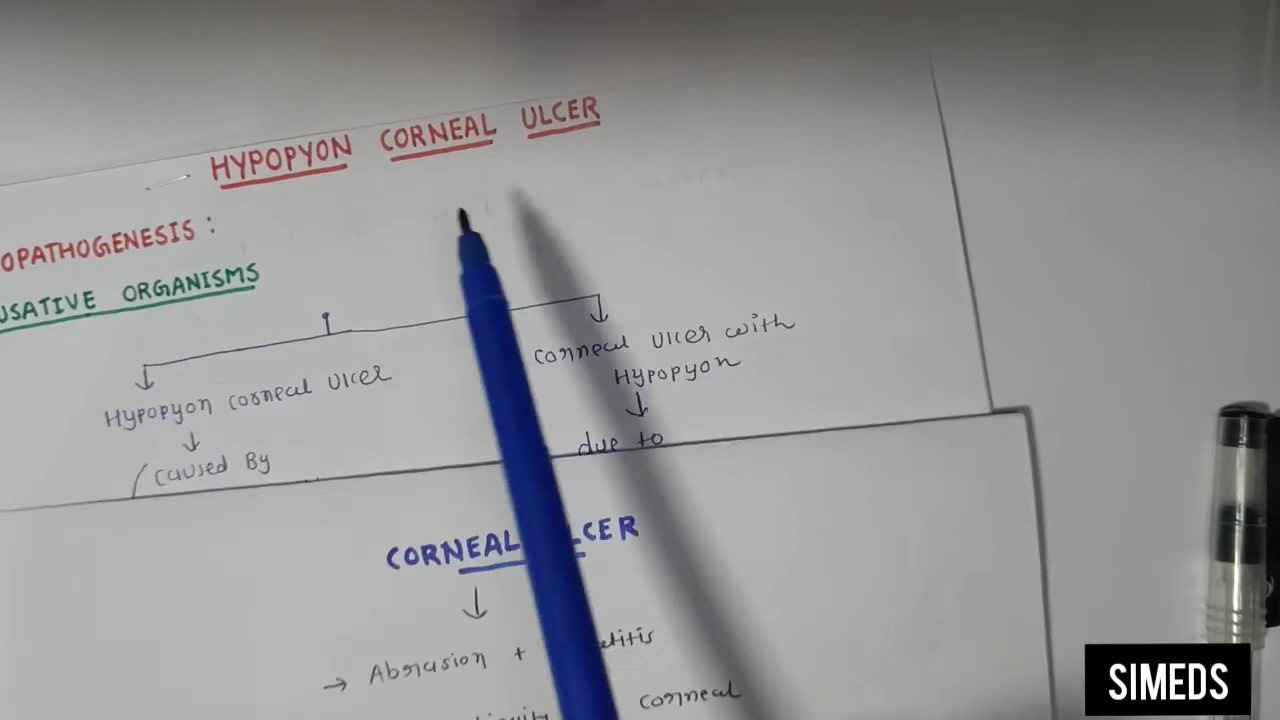 HYPOPYON CORNEAL ULCER
OPATHOGENESIS:
USATIVE ORGANISMS
Hypopyon corneal ulcer
caused By
corneal ulcer with
Hypopyon
due to
CORNEAL
Abrasion +
corneal
SIMEDS